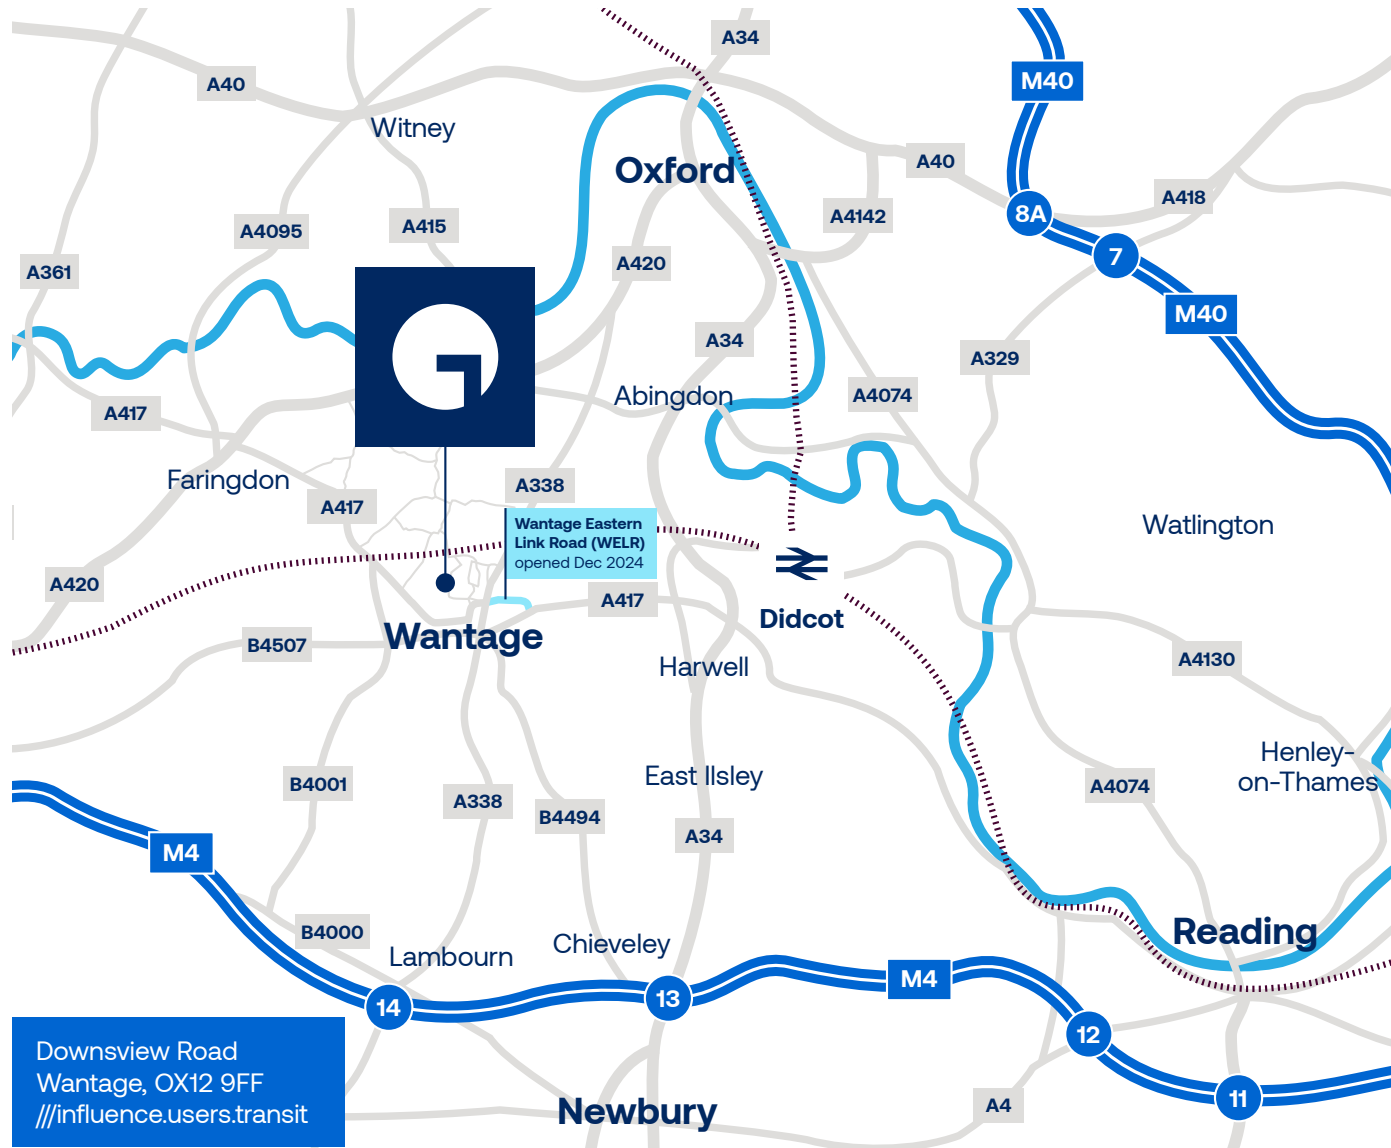 A34
M40
A40
Witney
Oxford
A40
A418
A4142
8A
A415
A4095
7
A420
A361
M40
A34
A329
Abingdon
A4074
A417
Faringdon
A338
A417
Wantage Eastern
Link Road (WELR)
opened Dec 2024
Watlington
A420
A417
Didcot
Wantage
B4507
Harwell
A4130
Henley-
on-Thames
East Ilsley
B4001
A4074
A338
B4494
A34
M4
B4000
Reading
Chieveley
Lambourn
M4
13
14
12
11
A4
Newbury
Downsview Road
Wantage, OX12 9FF
///influence.users.transit